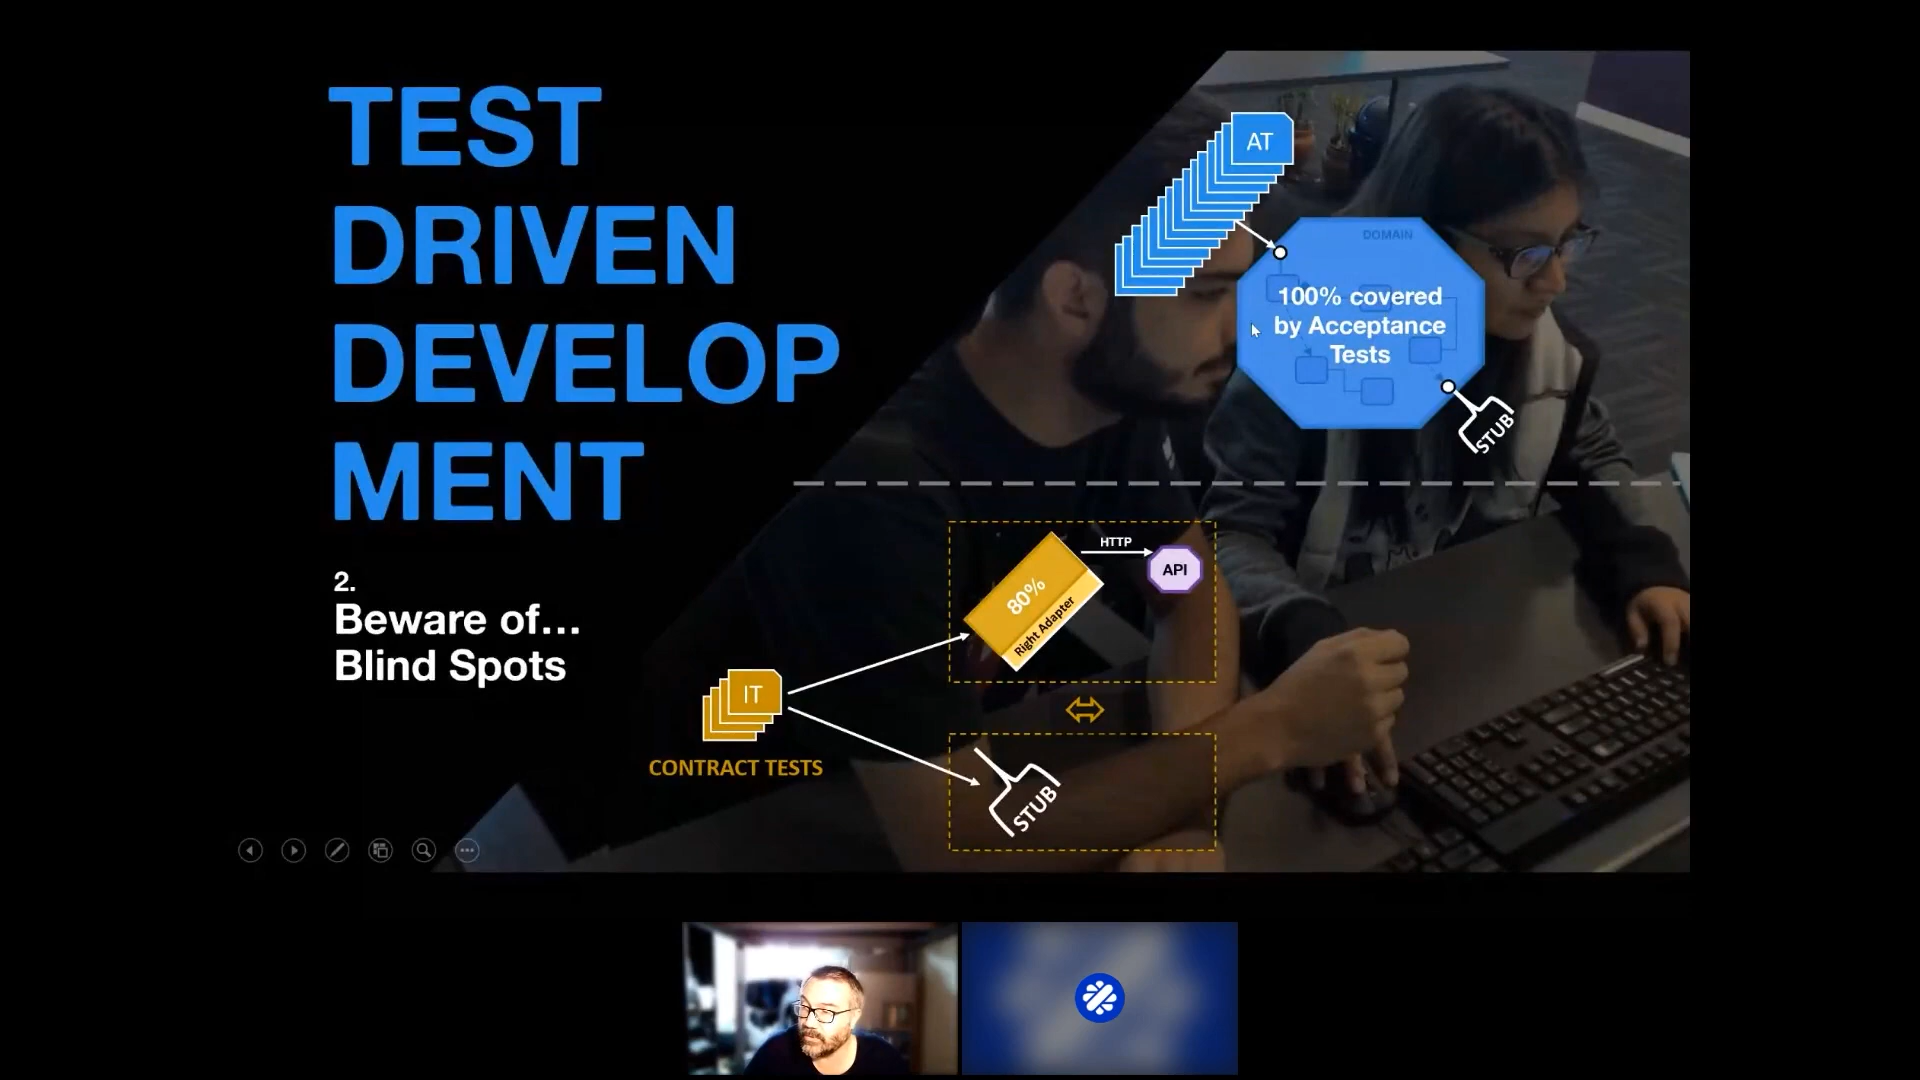 TEST
DRIVEN
DEVELOP
MENT
2.
Beware of...
Blind Spots
AT
DOMAIN
100% covered
by Acceptance
Tests
STUB
HTTP
API
80%
Right Adapter
IT
CONTRACT TESTS
STUB